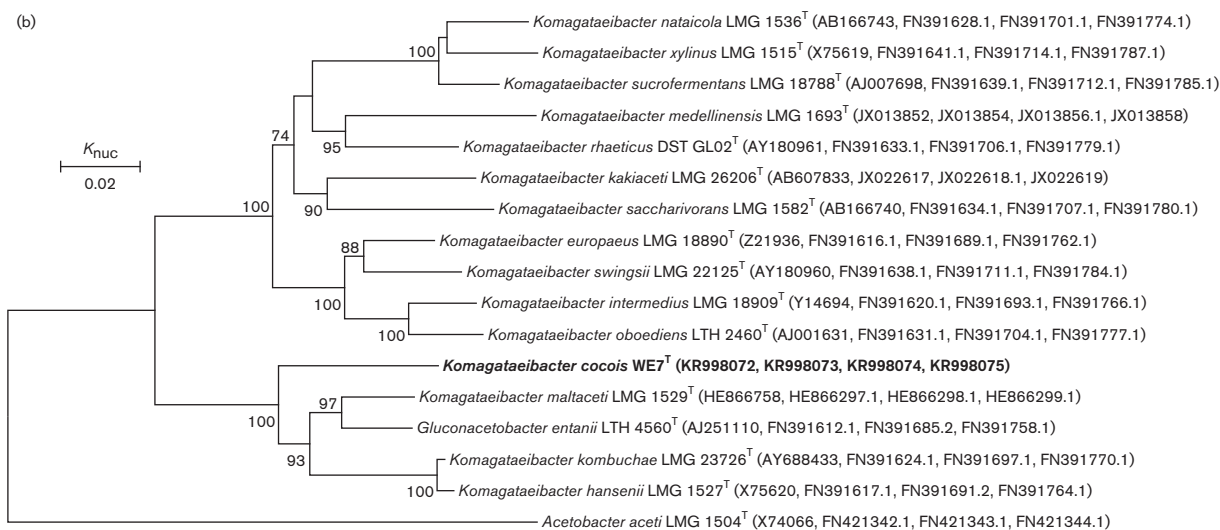 (b)
Komagataeibacter nataicola LMG 1536T (AB166743, FN391628.1, FN391701.1, FN391774.1)
100
Komagataeibacter xylinus LMG 1515T (X75619, FN391641.1, FN391714.1, FN391787.1)
Komagataeibacter sucrofermentans LMG 18788T (AJ007698, FN391639.1, FN391712.1, FN391785.1)
Komagataeibacter medellinensis LMG 1693T (JX013852, JX013854, JX013856.1, JX013858)
74
95
Komagataeibacter rhaeticus DST GL02T (AY180961, FN391633.1, FN391706.1, FN391779.1)
Knuc
0.02
Komagataeibacter kakiaceti LMG 26206T (AB607833, JX022617, JX022618.1, JX022619)
100
90
Komagataeibacter saccharivorans LMG 1582T (AB166740, FN391634.1, FN391707.1, FN391780.1)
Komagataeibacter europaeus LMG 18890T (Z21936, FN391616.1, FN391689.1, FN391762.1)
88
Komagataeibacter swingsii LMG 22125T (AY180960, FN391638.1, FN391711.1, FN391784.1)
100
Komagataeibacter intermedius LMG 18909T (Y14694, FN391620.1, FN391693.1, FN391766.1)
100
Komagataeibacter oboediens LTH 2460T (AJ001631, FN391631.1, FN391704.1, FN391777.1)
Komagataeibacter cocois WE7T (KR998072, KR998073, KR998074, KR998075)
Komagataeibacter maltaceti LMG 1529T (HE866758, HE866297.1, HE866298.1, HE866299.1)
97
100
Gluconacetobacter entanii LTH 4560T (AJ251110, FN391612.1, FN391685.2, FN391758.1)
93
Komagataeibacter kombuchae LMG 23726T (AY688433, FN391624.1, FN391697.1, FN391770.1)
100
Komagataeibacter hansenii LMG 1527T (X75620, FN391617.1, FN391691.2, FN391764.1)
Acetobacter aceti LMG 1504T (X74066, FN421342.1, FN421343.1, FN421344.1)